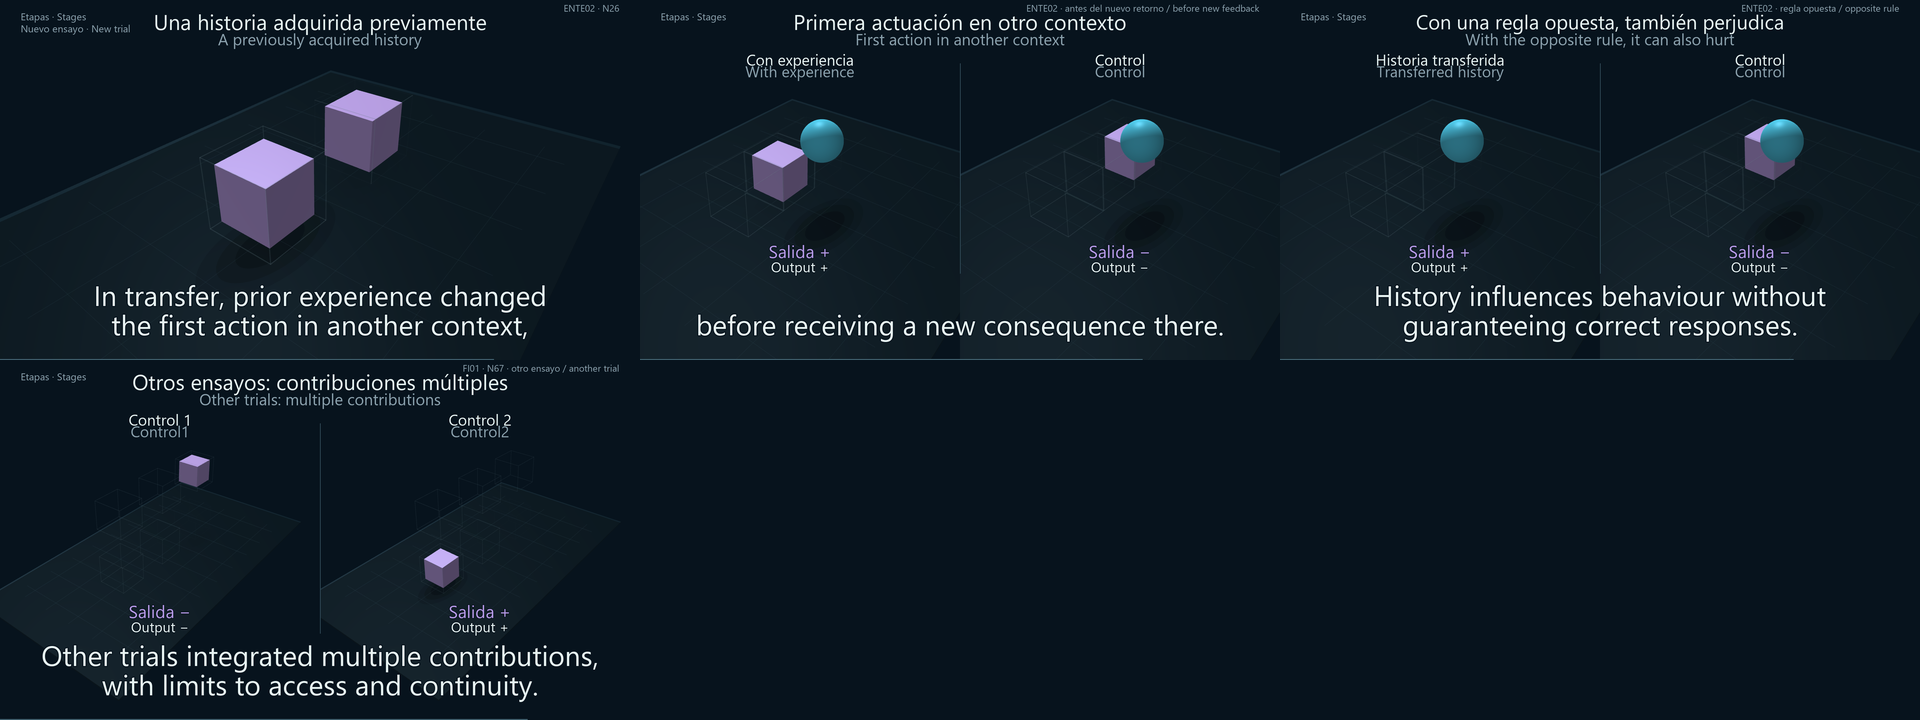 Etapas · Stages
Nuevo ensayo · New trial
ENTE02 · N26
Una historia adquirida previamente
A previously acquired history
In transfer, prior experience changed
the first action in another context,
Etapas · Stages
ENTE02 · antes del nuevo retorno / before new feedback
Primera actuación en otro contexto
First action in another context
Con experiencia
With experience
Control
Control
Salida +
Output +
Salida −
Output −
before receiving a new consequence there.
Etapas · Stages
ENTE02 · regla opuesta / opposite rule
Con una regla opuesta, también perjudica
With the opposite rule, it can also hurt
Historia transferida
Transferred history
Control
Control
Salida +
Output +
Salida −
Output −
History influences behaviour without
guaranteeing correct responses.
Etapas · Stages
FI01 · N67 · otro ensayo / another trial
Otros ensayos: contribuciones múltiples
Other trials: multiple contributions
Control 1
Control1
Control 2
Control2
Salida −
Output −
Salida +
Output +
Other trials integrated multiple contributions,
with limits to access and continuity.